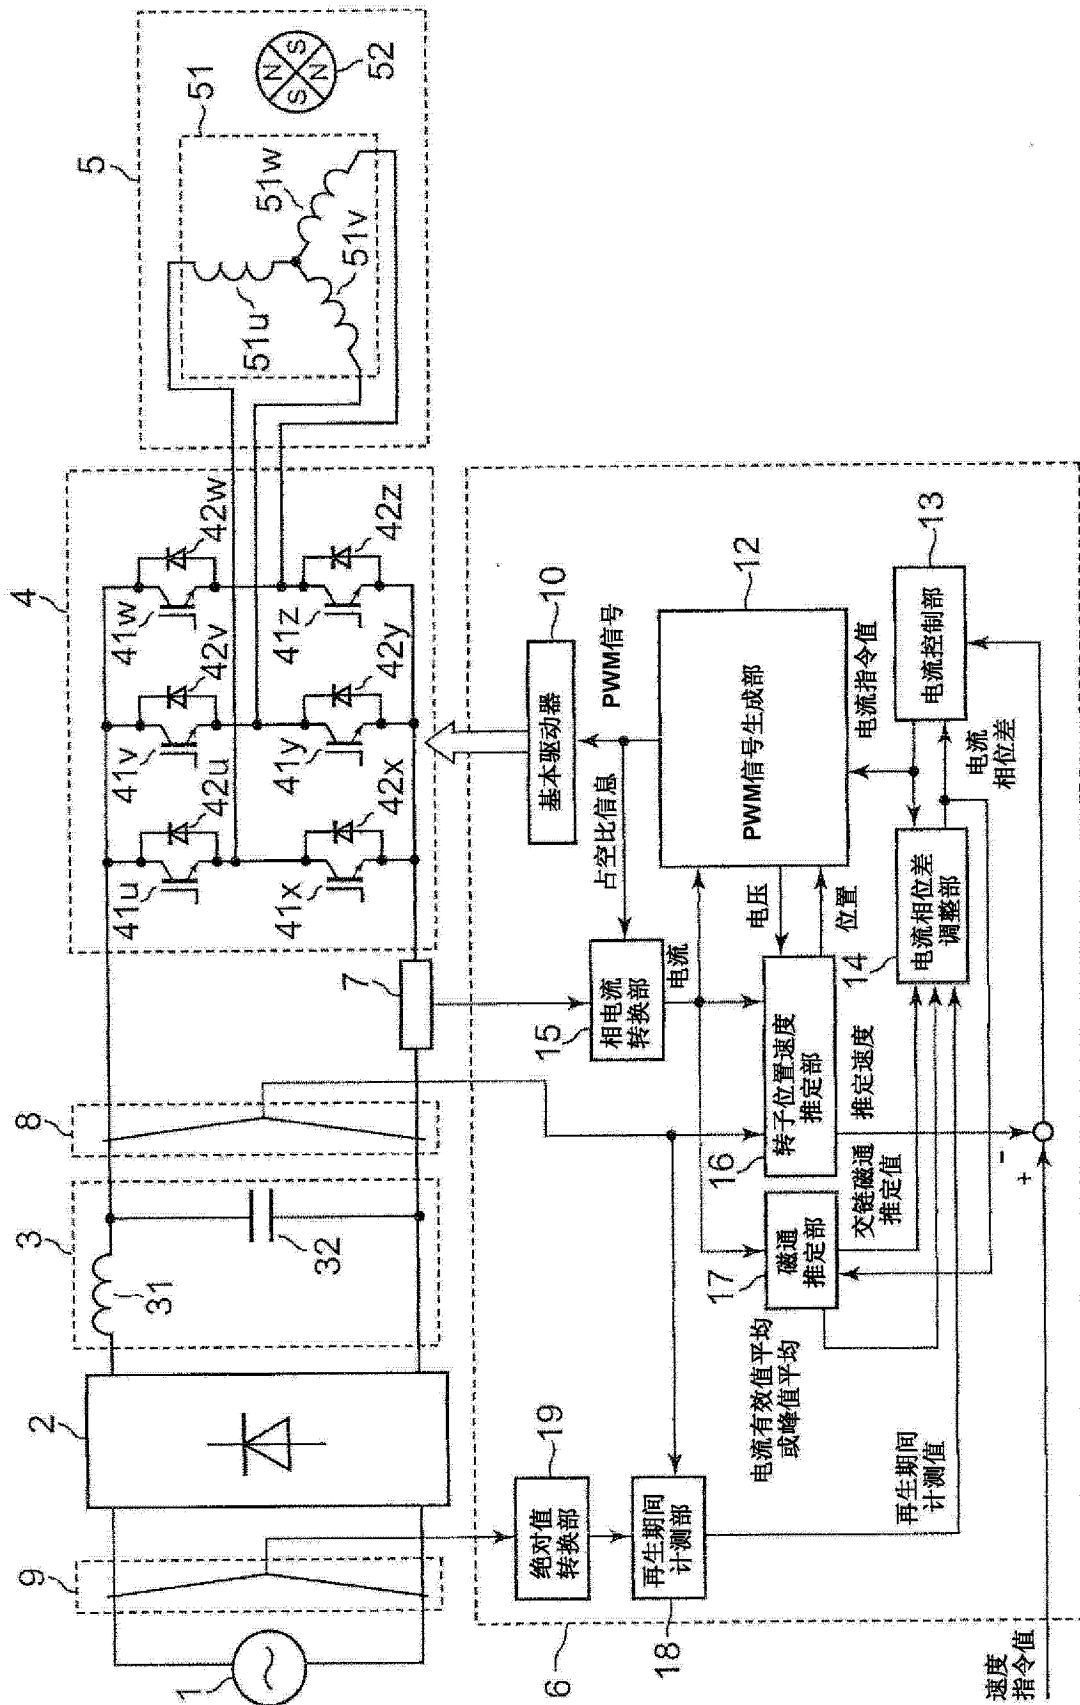 1
9
2
3
31
32
8
7
4
41u
42u
41v
42v
41w
42w
41x
42x
41y
42y
41z
42z
5
51
51u
51w
51v
N
S
N
S
52
6
基本驱动器
10
PWM信号
占空比信息
PWM信号生成部
12
电流指令值
电流控制部
13
电流
相位差
电流相位差
调整部
14
相电流
转换部
15
电流
电压
位置
转子位置速度
推定部
16
推定速度
磁通
推定部
17
交链磁通
推定值
电流有效值平均
或峰值平均
绝对值
转换部
19
再生期间
计测部
18
再生期间
计测值
+
-
速度
指令值